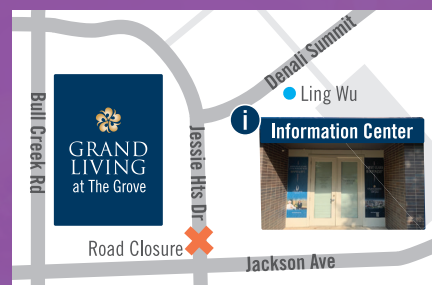 Denali Summit
Ling Wu
i
Information Center
Bull Creek Rd
GRAND
LIVING
at The Grove
Jessie Hts Dr
Road Closure
Jackson Ave